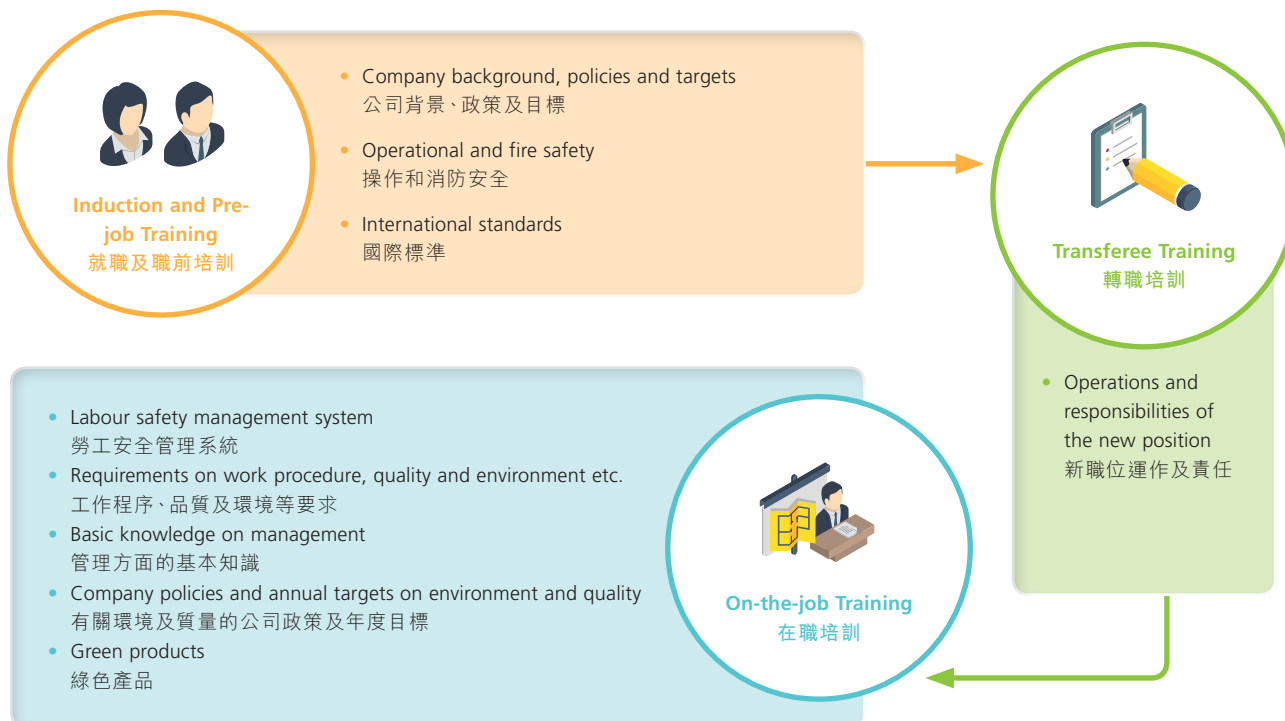 Induction and Pre-
job Training
就職及職前培訓
• Company background, policies and targets
公司背景、政策及目標
• Operational and fire safety
操作和消防安全
• International standards
國際標準
Transferee Training
轉職培訓
• Operations and
responsibilities of
the new position
新職位運作及責任
• Labour safety management system
勞工安全管理系統
• Requirements on work procedure, quality and environment etc.
工作程序、品質及環境等要求
• Basic knowledge on management
管理方面的基本知識
• Company policies and annual targets on environment and quality
有關環境及質量的公司政策及年度目標
• Green products
綠色產品
On-the-job Training
在職培訓